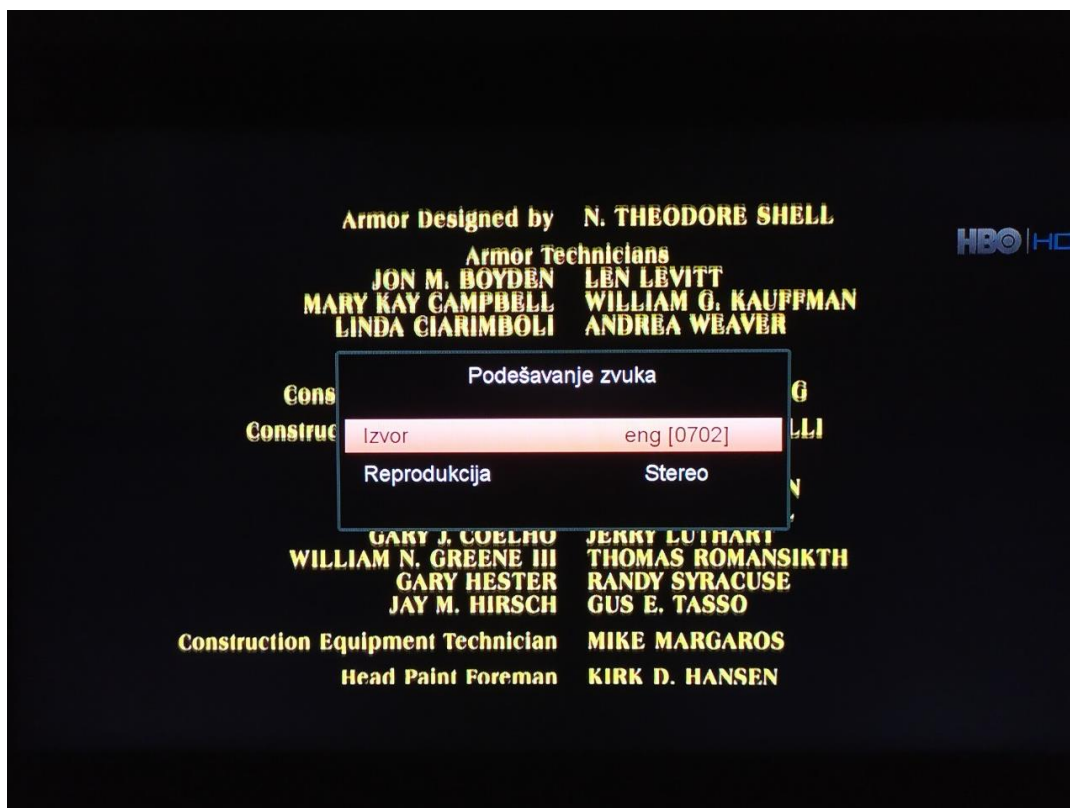 Armor Designed by N. THEODORE SHELL
HBO HD
Armor Technicians
JON M. BOYDEN LEN LEVITT
MARY KAY CAMPBELL WILLIAM G. KAUFFMAN
LINDA CIARIMBOLI ANDREA WEAVER
Podešavanje zvuka
Izvor eng [0702]
Reprodukcija Stereo
GARY J. COELHO JERRY LUTHART
WILLIAM N. GREENE III THOMAS ROMANSIKTH
GARY HESTER RANDY SYRACUSE
JAY M. HIRSCH GUS E. TASSO
Construction Equipment Technician MIKE MARGAROS
Head Paint Foreman KIRK D. HANSEN